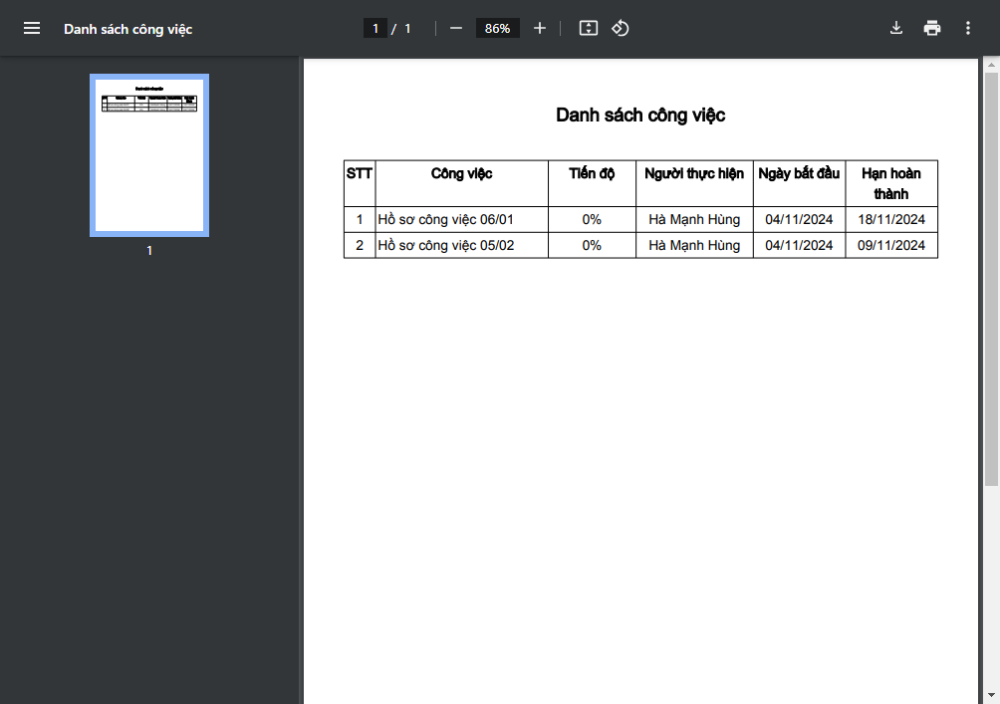 Danh sách công việc
1 / 1
86%
1
Danh sách công việc
STT Công việc Tiến độ Người thực hiện Ngày bắt đầu Hạn hoàn
thành
1 Hồ sơ công việc 06/01 0% Hà Mạnh Hùng 04/11/2024 18/11/2024
2 Hồ sơ công việc 05/02 0% Hà Mạnh Hùng 04/11/2024 09/11/2024